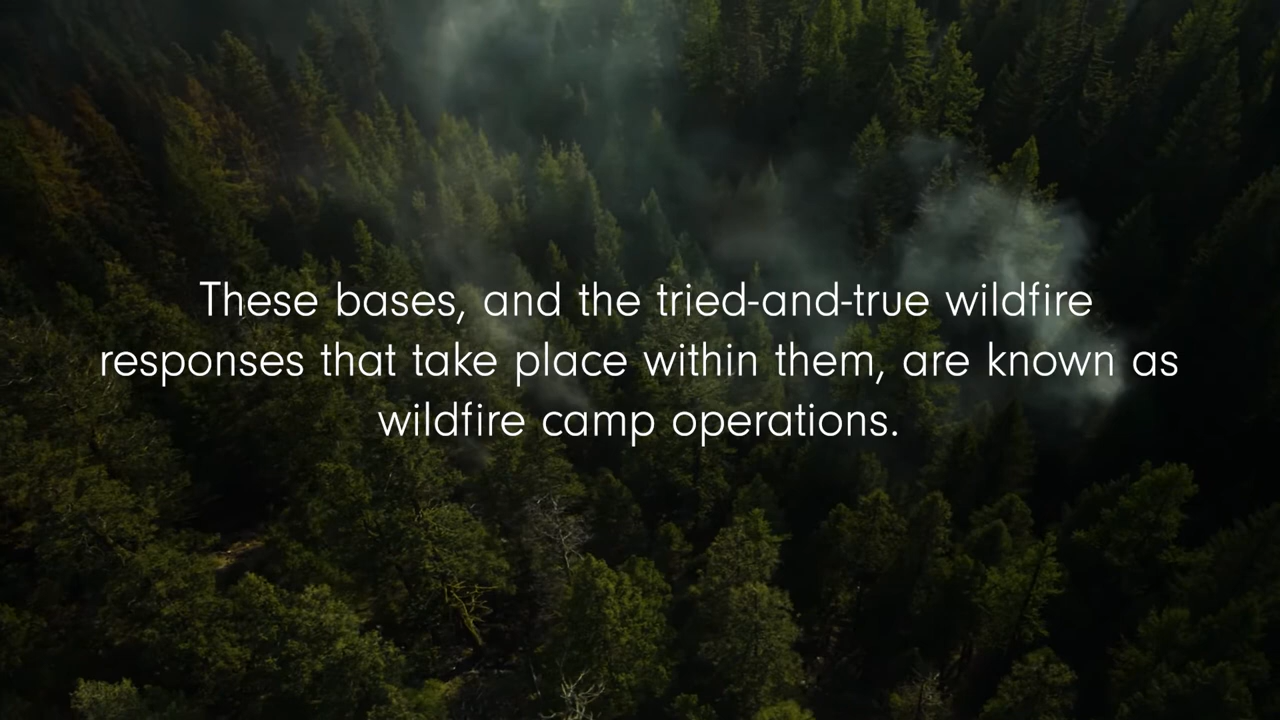 These bases, and the tried-and-true wildfire
responses that take place within them, are known as
wildfire camp operations.